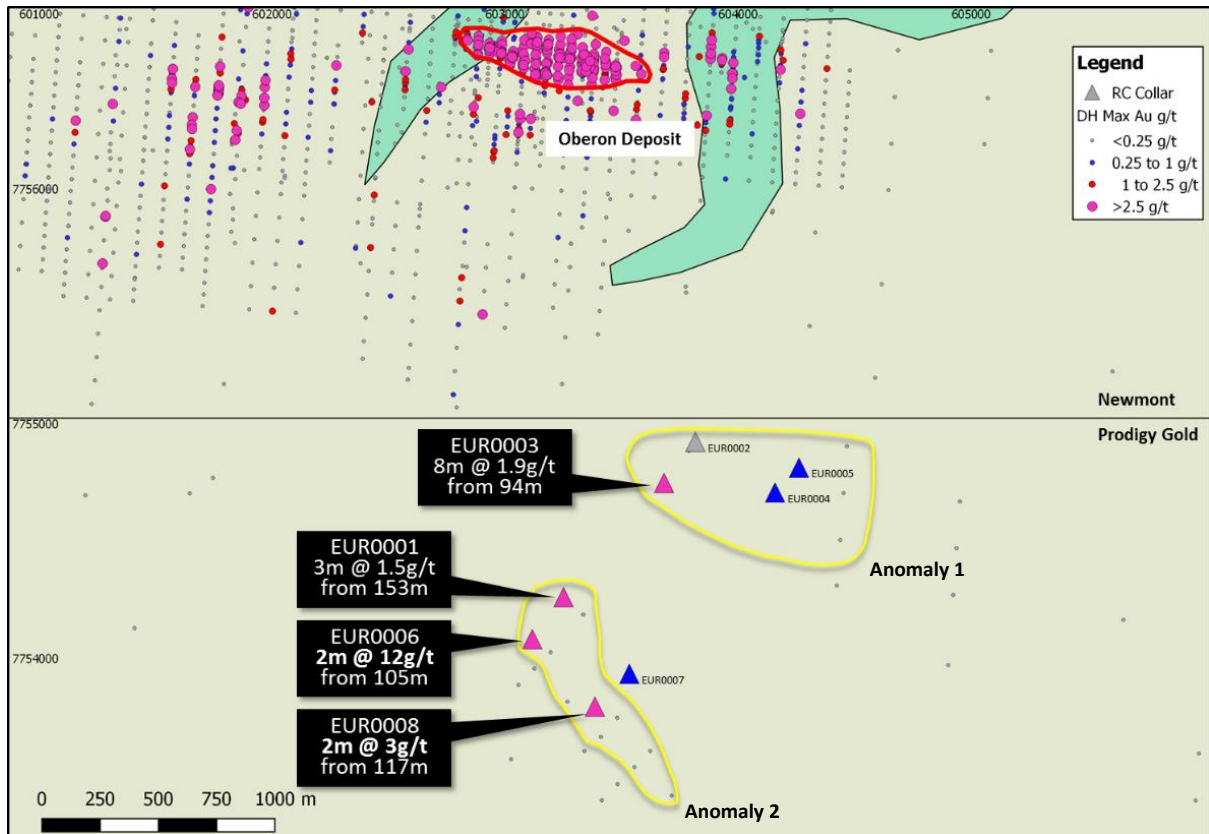 601000
602000
603000
604000
605000
Legend
RC Collar
DH Max Au g/t
<0.25 g/t
0.25 to 1 g/t
1 to 2.5 g/t
>2.5 g/t
Oberon Deposit
7756000
Newmont
7755000
Prodigy Gold
EUR0003
8m @ 1.9g/t
from 94m
EUR0002
EUR0005
EUR0004
Anomaly 1
EUR0001
3m @ 1.5g/t
from 153m
EUR0006
2m @ 12g/t
from 105m
7754000
EUR0007
EUR0008
2m @ 3g/t
from 117m
0 250 500 750 1000 m
Anomaly 2